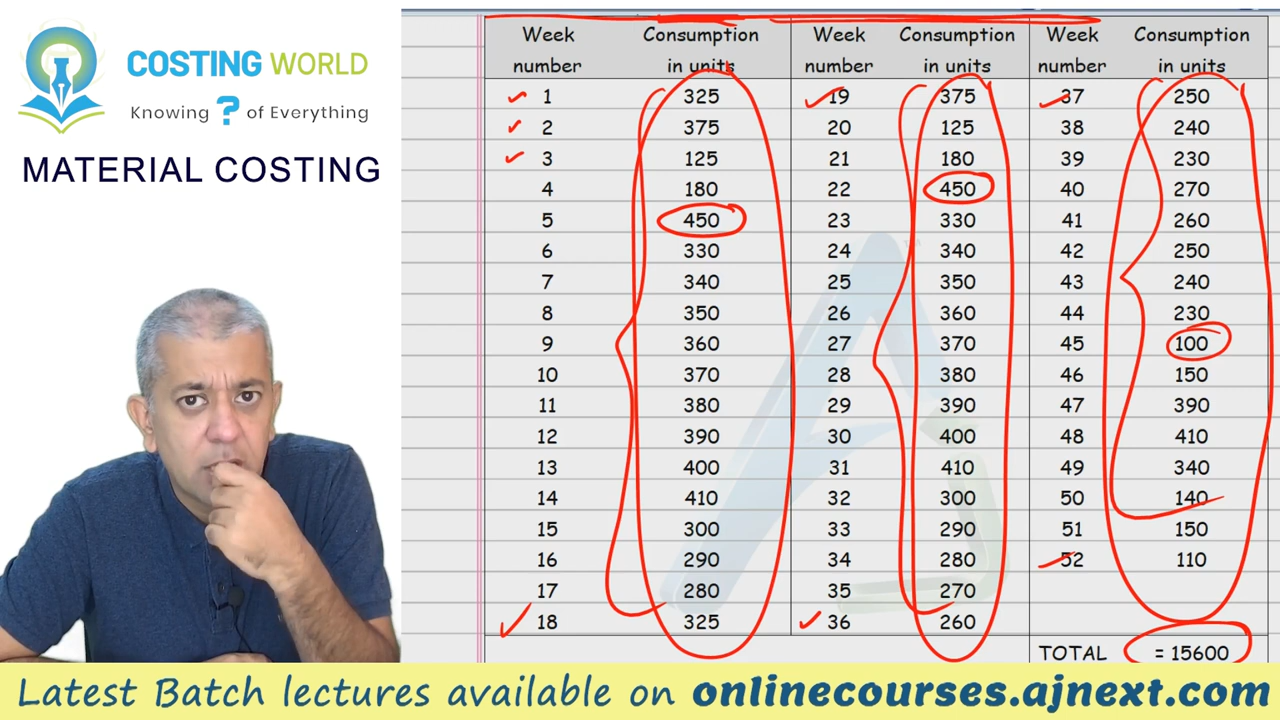 COSTING WORLD
Knowing ? of Everything
MATERIAL COSTING
Week number Consumption in units Week number Consumption in units Week number Consumption in units
1 325 19 375 37 250
2 375 20 125 38 240
3 125 21 180 39 230
4 180 22 450 40 270
5 450 23 330 41 260
6 330 24 340 42 250
7 340 25 350 43 240
8 350 26 360 44 230
9 360 27 370 45 100
10 370 28 380 46 150
11 380 29 390 47 390
12 390 30 400 48 410
13 400 31 410 49 340
14 410 32 300 50 140
15 300 33 290 51 150
16 290 34 280 52 110
17 280 35 270
18 325 36 260
TOTAL = 15600
Latest Batch lectures available on onlinecourses.ajnext.com